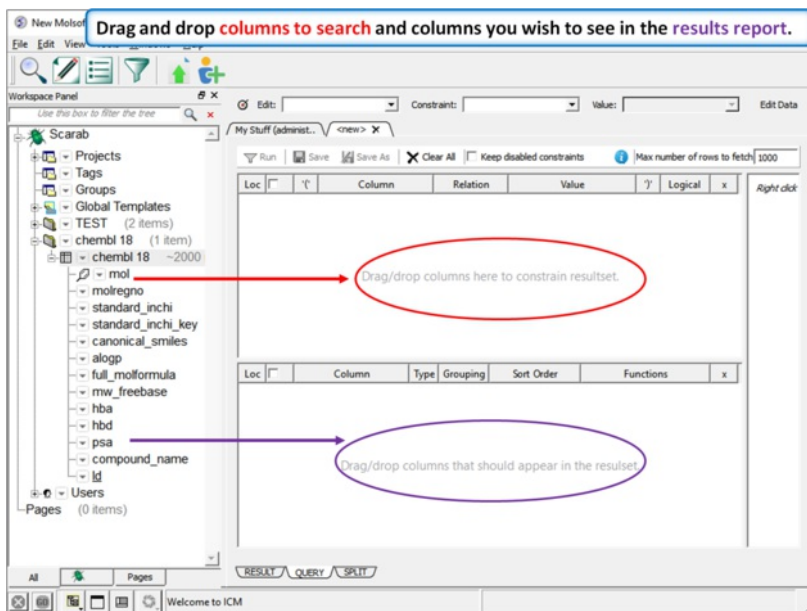 New Molsoft
Drag and drop columns to search and columns you wish to see in the results report.
File Edit View
Workspace Panel
Use this box to filter the tree
Edit: Constraint: Value: Edit Data
Scarab
Projects
Tags
Groups
Global Templates
TEST (2 items)
chembl 18 (1 item)
chembl 18 ~2000
mol
molregno
standard_inchi
standard_inchi_key
canonical_smiles
alogp
full_molformula
mw_freebase
hba
hbd
psa
compound_name
Id
Users
Pages (0 items)
All Pages
My Stuff (administ.. <new> X
Run Save Save As Clear All Keep disabled constraints Max number of rows to fetch 1000
Loc '(' Column Relation Value ')' Logical x
Right click
Drag/drop columns here to constrain resultset.
Loc Column Type Grouping Sort Order Functions x
Drag/drop columns that should appear in the resulset.
RESULT QUERY SPLIT
Welcome to ICM